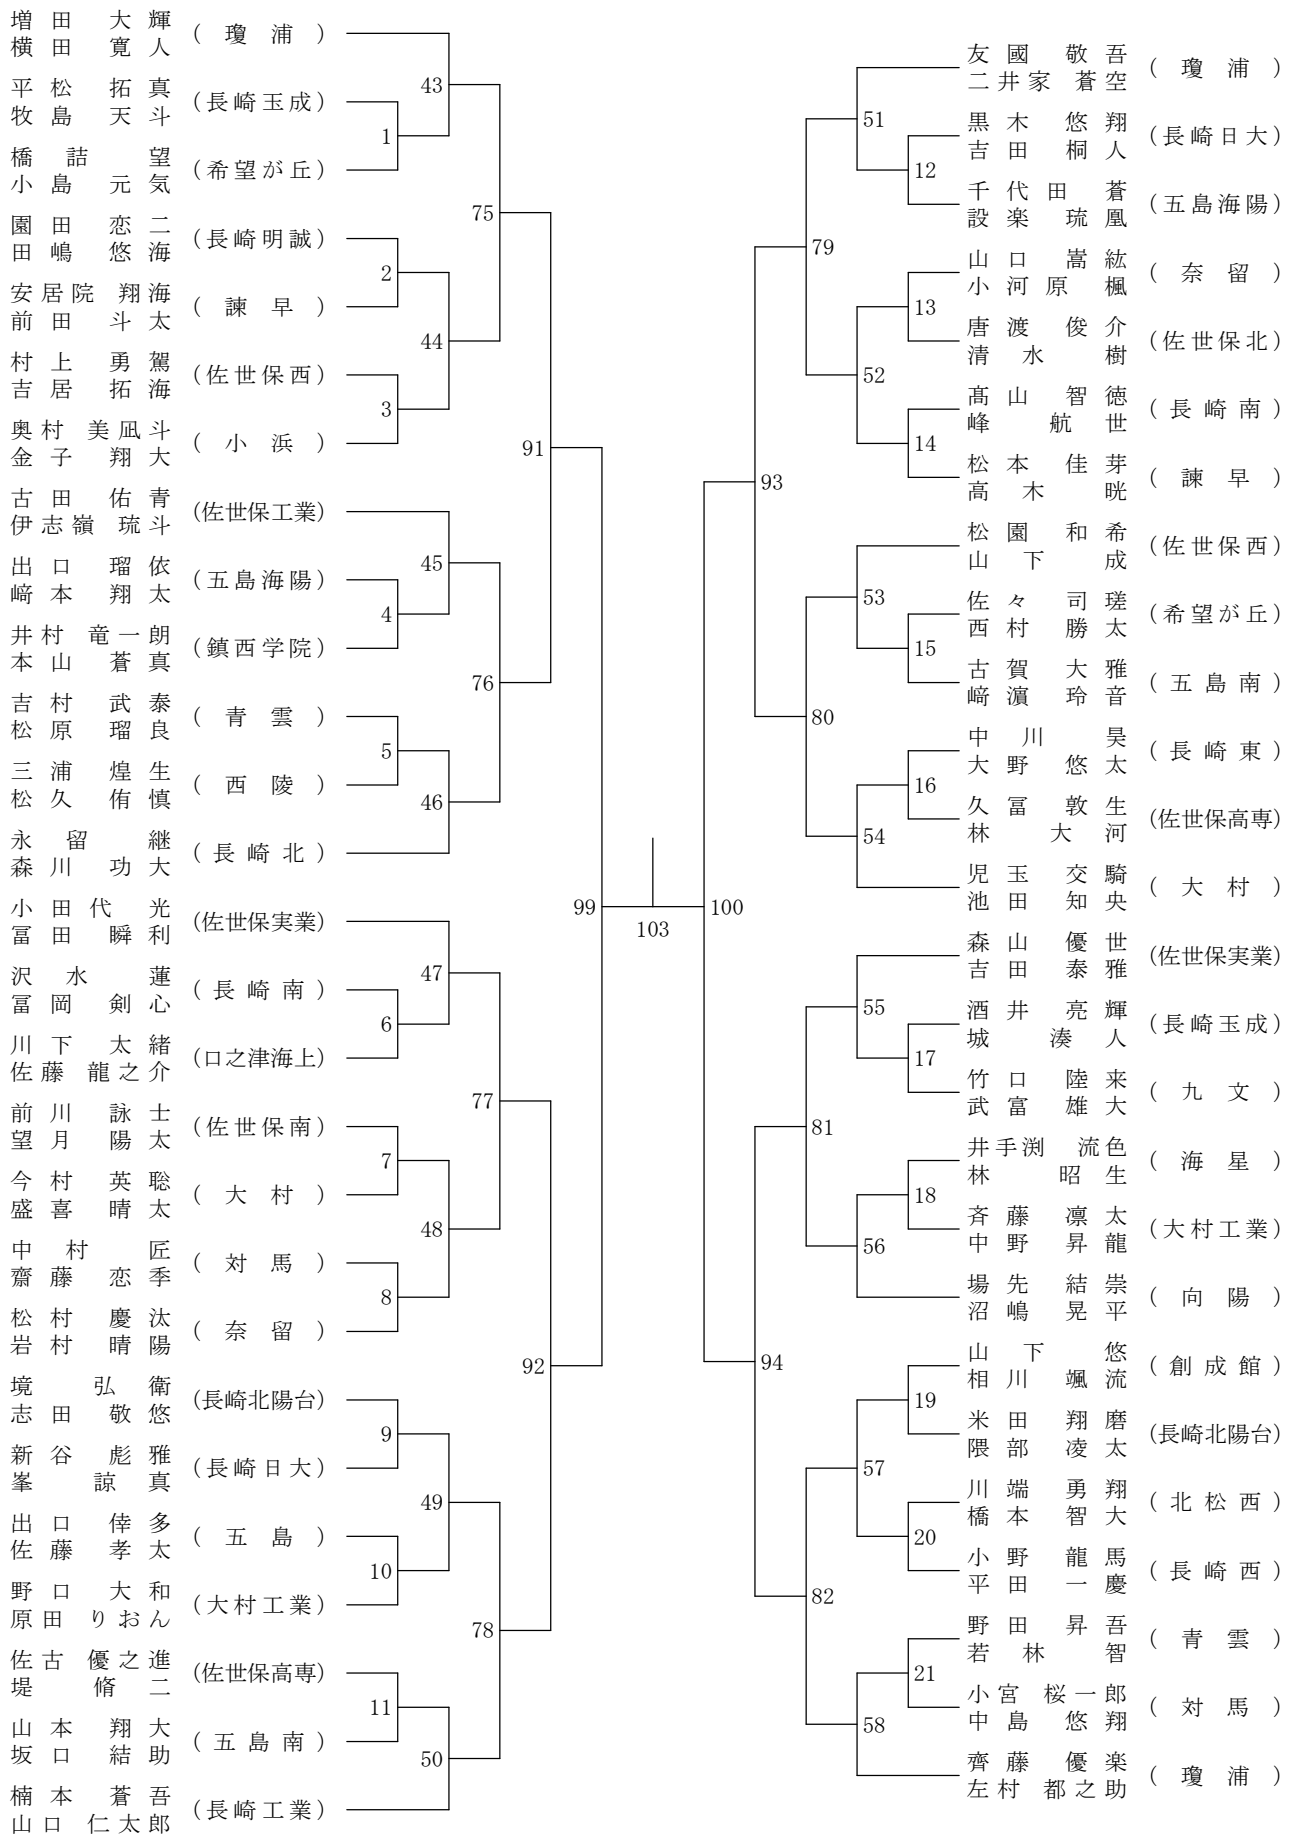 増田 大輝
横田 寛人
(瓊浦)
平松 拓真
牧島 天斗
(長崎玉成)
橋詰 望
小島 元気
(希望が丘)
園田 恋二
田嶋 悠海
(長崎明誠)
安居院 翔海
前田 斗太
(諫早)
村上 勇駕
吉居 拓海
(佐世保西)
奥村 美凪斗
金子 翔大
(小浜)
古田 佑青
伊志嶺 琉斗
(佐世保工業)
出口 瑠依
﨑本 翔太
(五島海陽)
井村 竜一朗
本山 蒼真
(鎮西学院)
吉村 武泰
松原 瑠良
(青雲)
三浦 煌生
松久 侑慎
(西陵)
永留 継
森川 功大
(長崎北)
小田代 光
冨田 瞬利
(佐世保実業)
沢水 蓮
冨岡 剣心
(長崎南)
川下 太緒
佐藤 龍之介
(口之津海上)
前川 詠士
望月 陽太
(佐世保南)
今村 英聡
盛喜 晴太
(大村)
中村 匠
齋藤 恋季
(対馬)
松村 慶汰
岩村 晴陽
(奈留)
境 弘衛
志田 敬悠
(長崎北陽台)
新谷 彪雅
峯 諒真
(長崎日大)
出口 倖多
佐藤 孝太
(五島)
野口 大和
原田 りおん
(大村工業)
佐古 優之進
堤 脩二
(佐世保高専)
山本 翔大
坂口 結助
(五島南)
楠本 蒼吾
山口 仁太郎
(長崎工業)
1
2
3
4
5
6
7
8
9
10
11
43
44
45
46
47
48
49
50
75
76
77
78
91
92
99
103
100
93
94
79
80
81
82
51
52
53
54
55
56
57
58
12
13
14
15
16
17
18
19
20
21
友國 敬吾
二井家 蒼空
(瓊浦)
黒木 悠翔
吉田 桐人
(長崎日大)
千代田 蒼
設楽 琉凰
(五島海陽)
山口 嵩紘
小河原 楓
(奈留)
唐渡 俊介
清水 樹
(佐世保北)
髙山 智徳
峰 航世
(長崎南)
松本 佳芽
高木 晄
(諫早)
松園 和希
山下 成
(佐世保西)
佐々 司瑳
西村 勝太
(希望が丘)
古賀 大雅
﨑濵 玲音
(五島南)
中川 昊
大野 悠太
(長崎東)
久冨 敦生
林 大河
(佐世保高専)
児玉 交騎
池田 知央
(大村)
森山 優世
吉田 泰雅
(佐世保実業)
酒井 亮輝
城 湊人
(長崎玉成)
竹口 陸来
武富 雄大
(九文)
井手渕 流色
林 昭生
(海星)
斉藤 凛太
中野 昇龍
(大村工業)
場先 結崇
沼嶋 晃平
(向陽)
山下 悠
相川 颯流
(創成館)
米田 翔磨
隈部 凌太
(長崎北陽台)
川端 勇翔
橋本 智大
(北松西)
小野 龍馬
平田 一慶
(長崎西)
野田 昇吾
若林 智
(青雲)
小宮 桜一郎
中島 悠翔
(対馬)
齊藤 優楽
左村 都之助
(瓊浦)